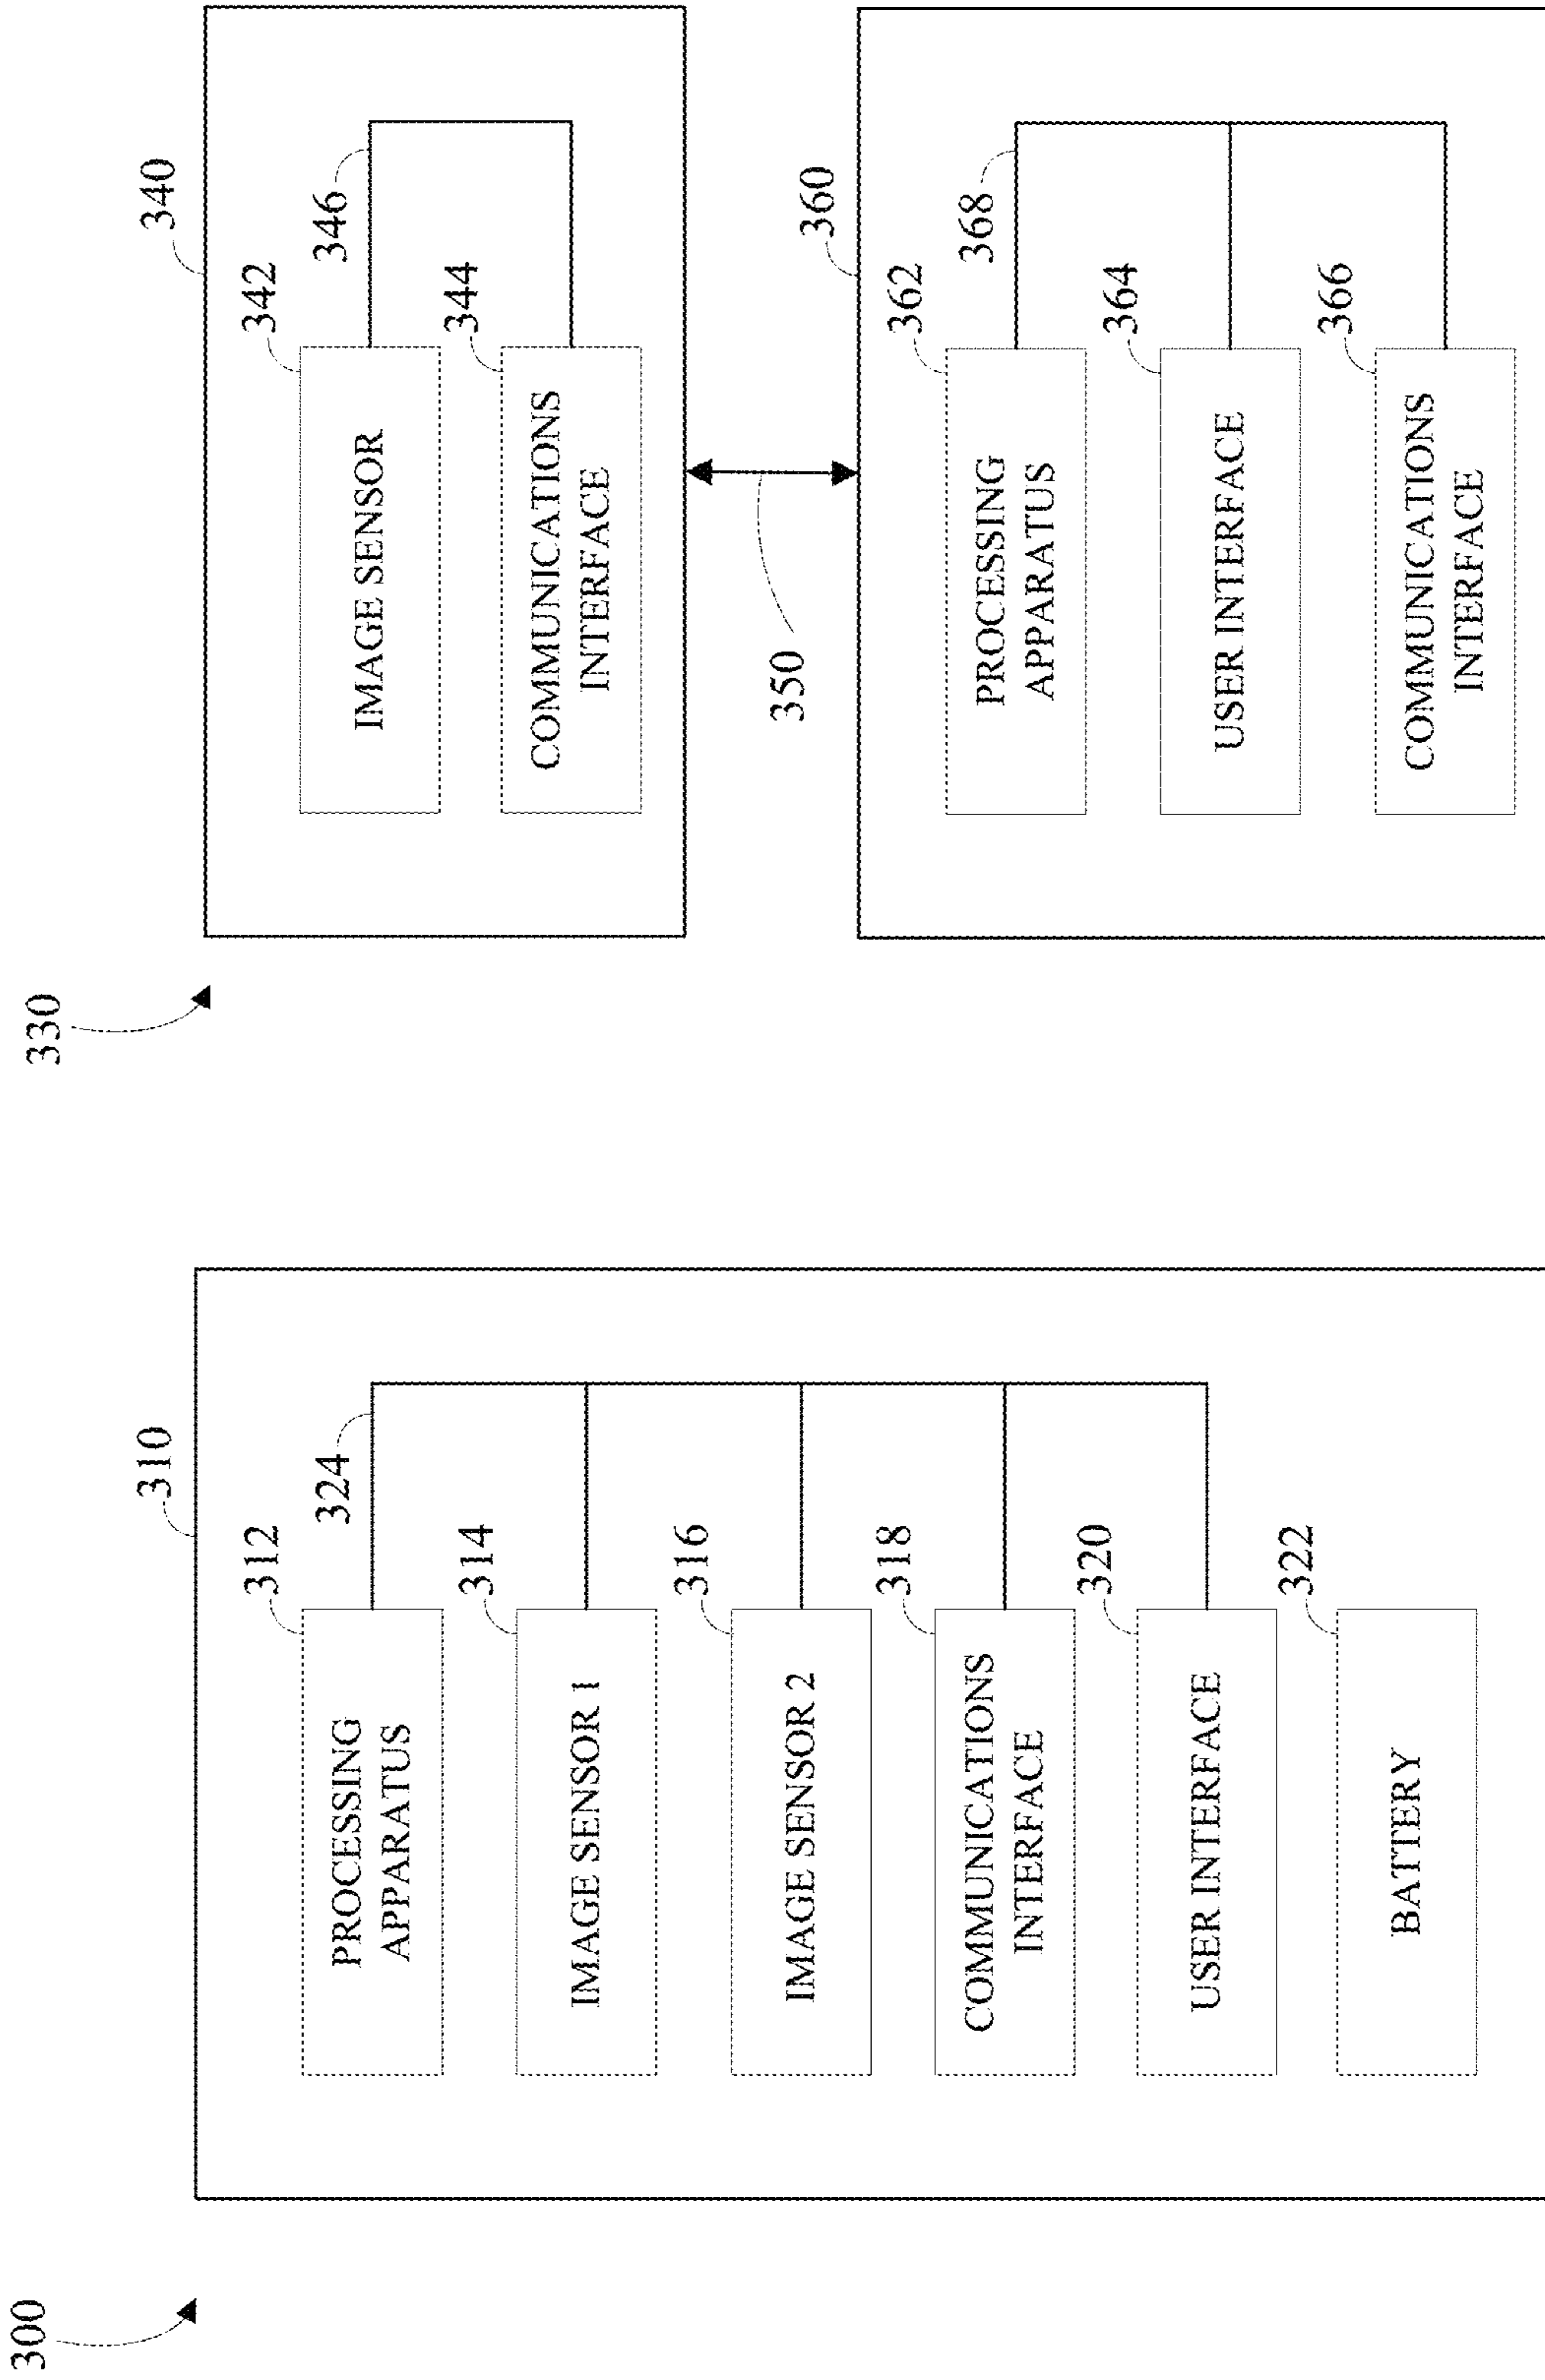 300
310
312
PROCESSING
APPARATUS
324
314
IMAGE SENSOR 1
316
IMAGE SENSOR 2
318
COMMUNICATIONS
INTERFACE
320
USER INTERFACE
322
BATTERY
330
340
342
IMAGE SENSOR
346
344
COMMUNICATIONS
INTERFACE
350
360
362
PROCESSING
APPARATUS
368
364
USER INTERFACE
366
COMMUNICATIONS
INTERFACE